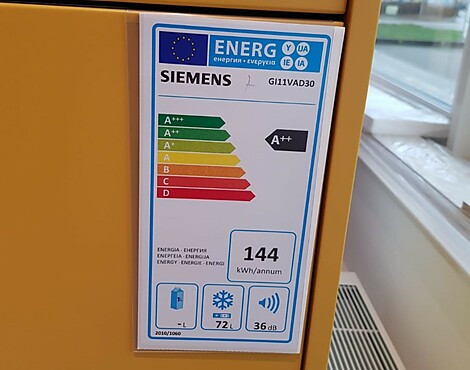 ENERG Y UA
енергия · ενεργεια IE IA
SIEMENS GI11VAD30
A+++
A++
A+
A
B
C
D
A++
ENERGIA · ЕНЕРГИЯ
ΕΝΕΡΓΕΙΑ · ENERGIJA
ENERGY · ENERGIE · ENERGI
144
kWh/annum
- L
72 L
36 dB
2010/1060